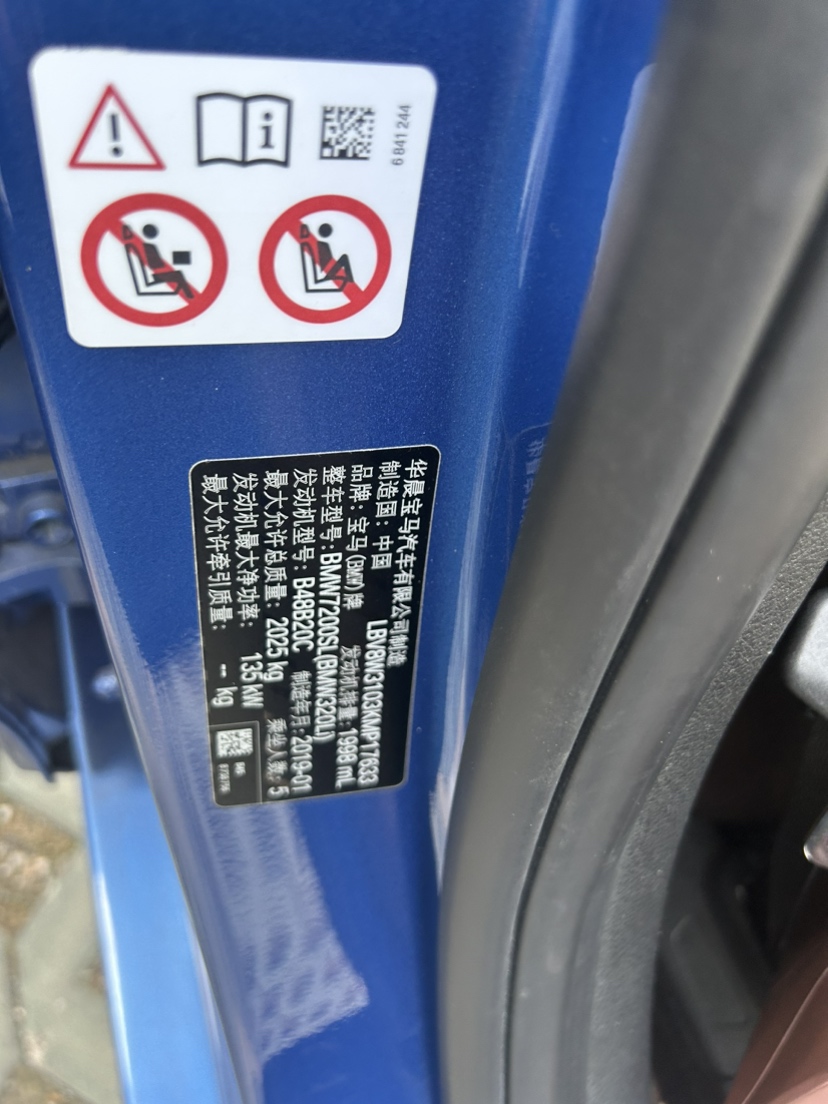 6 841 244
华晨宝马汽车有限公司制造
制造国：中国 LBV8W3103KMP17633
品牌：宝马(BMW)牌 发动机排量：1998 mL
整车型号：BMW7200SL(BMW320Li)
发动机型号：B48B20C 制造年月：2019-01
最大允许总质量：2025 kg 乘坐人数：5
发动机最大净功率：135 kW
最大允许牵引质量：-- kg